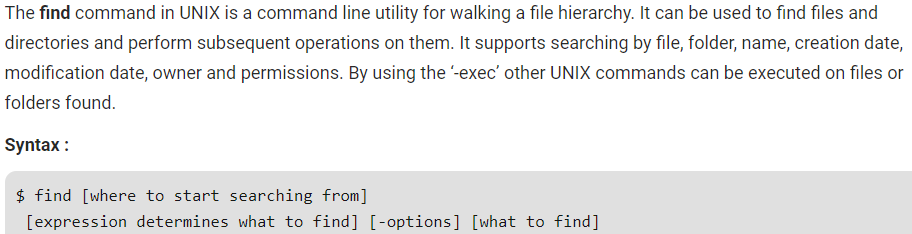 The find command in UNIX is a command line utility for walking a file hierarchy. It can be used to find files and
directories and perform subsequent operations on them. It supports searching by file, folder, name, creation date,
modification date, owner and permissions. By using the ‘-exec’ other UNIX commands can be executed on files or
folders found.
Syntax :
$ find [where to start searching from]
[expression determines what to find] [-options] [what to find]